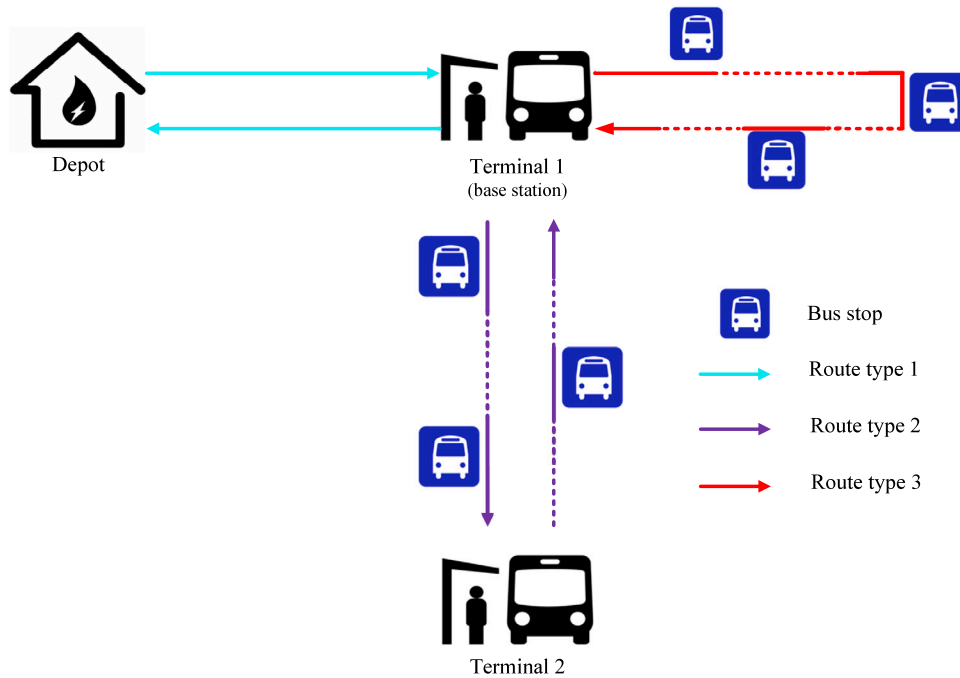 Depot
Terminal 1
(base station)
Bus stop
Route type 1
Route type 2
Route type 3
Terminal 2